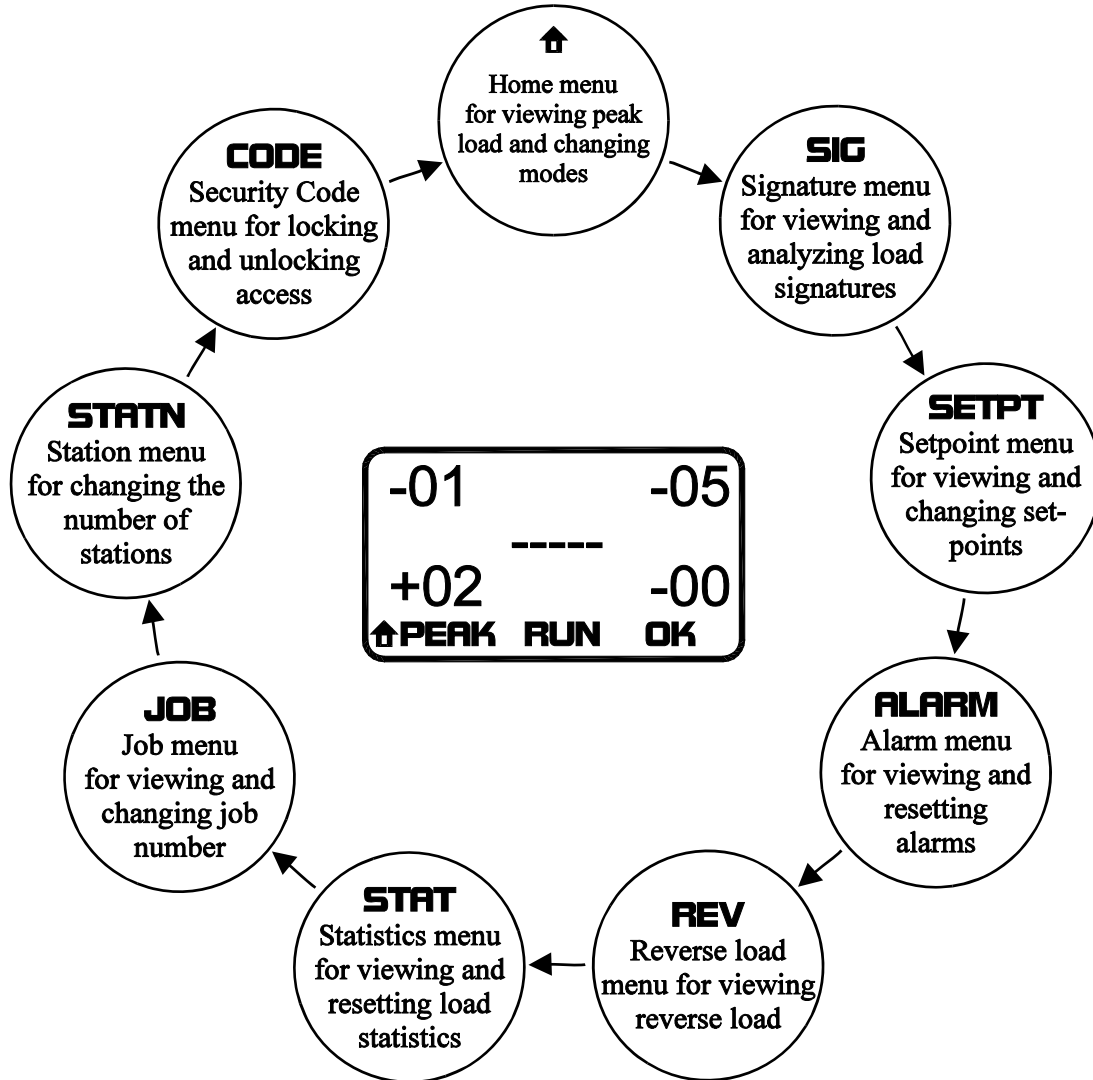 Home menu
for viewing peak
load and changing
modes
SIG
Signature menu
for viewing and
analyzing load
signatures
SETPT
Setpoint menu
for viewing and
changing set-
points
ALARM
Alarm menu
for viewing and
resetting
alarms
REV
Reverse load
menu for viewing
reverse load
STAT
Statistics menu
for viewing and
resetting load
statistics
JOB
Job menu
for viewing and
changing job
number
STATN
Station menu
for changing the
number of
stations
CODE
Security Code
menu for locking
and unlocking
access
-01 -05
-----
+02 -00
PEAK RUN OK